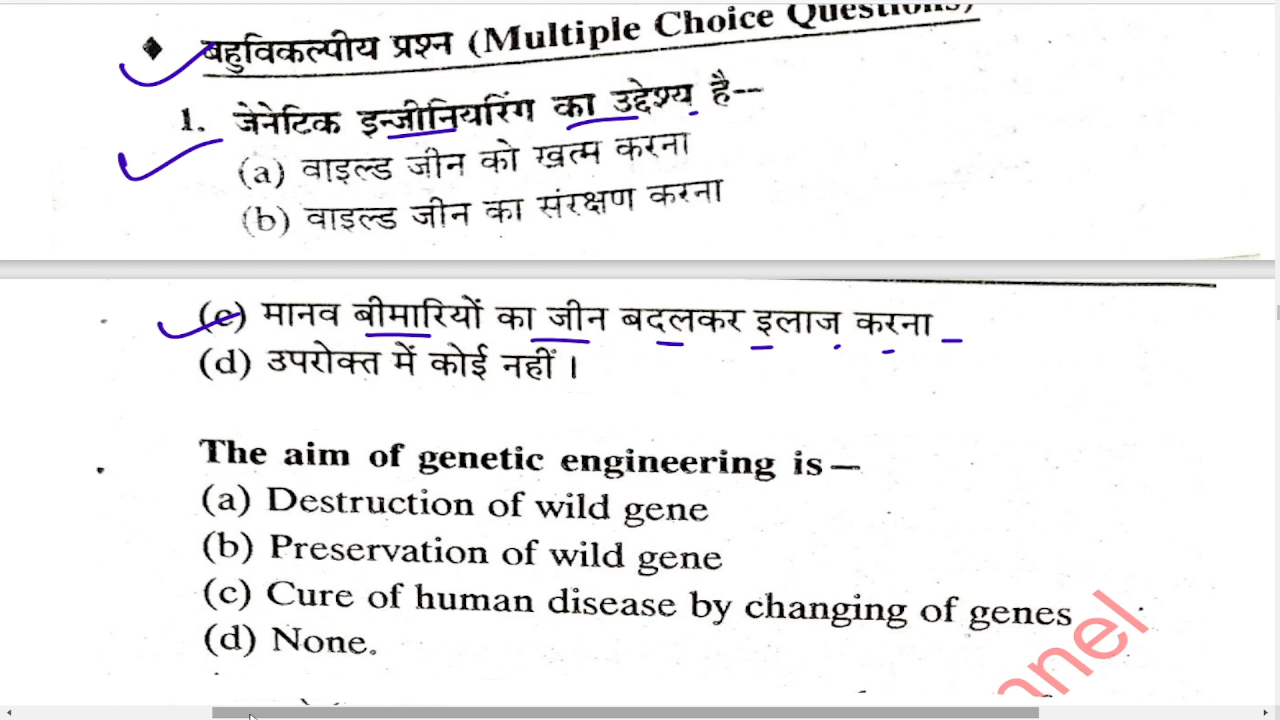 ◆ बहुविकल्पीय प्रश्न (Multiple Choice Questions)
1. जेनेटिक इन्जीनियरिंग का उद्देश्य है--
(a) वाइल्ड जीन को खत्म करना
(b) वाइल्ड जीन का संरक्षण करना
(c) मानव बीमारियों का जीन बदलकर इलाज करना
(d) उपरोक्त में कोई नहीं ।
The aim of genetic engineering is—
(a) Destruction of wild gene
(b) Preservation of wild gene
(c) Cure of human disease by changing of genes
(d) None.